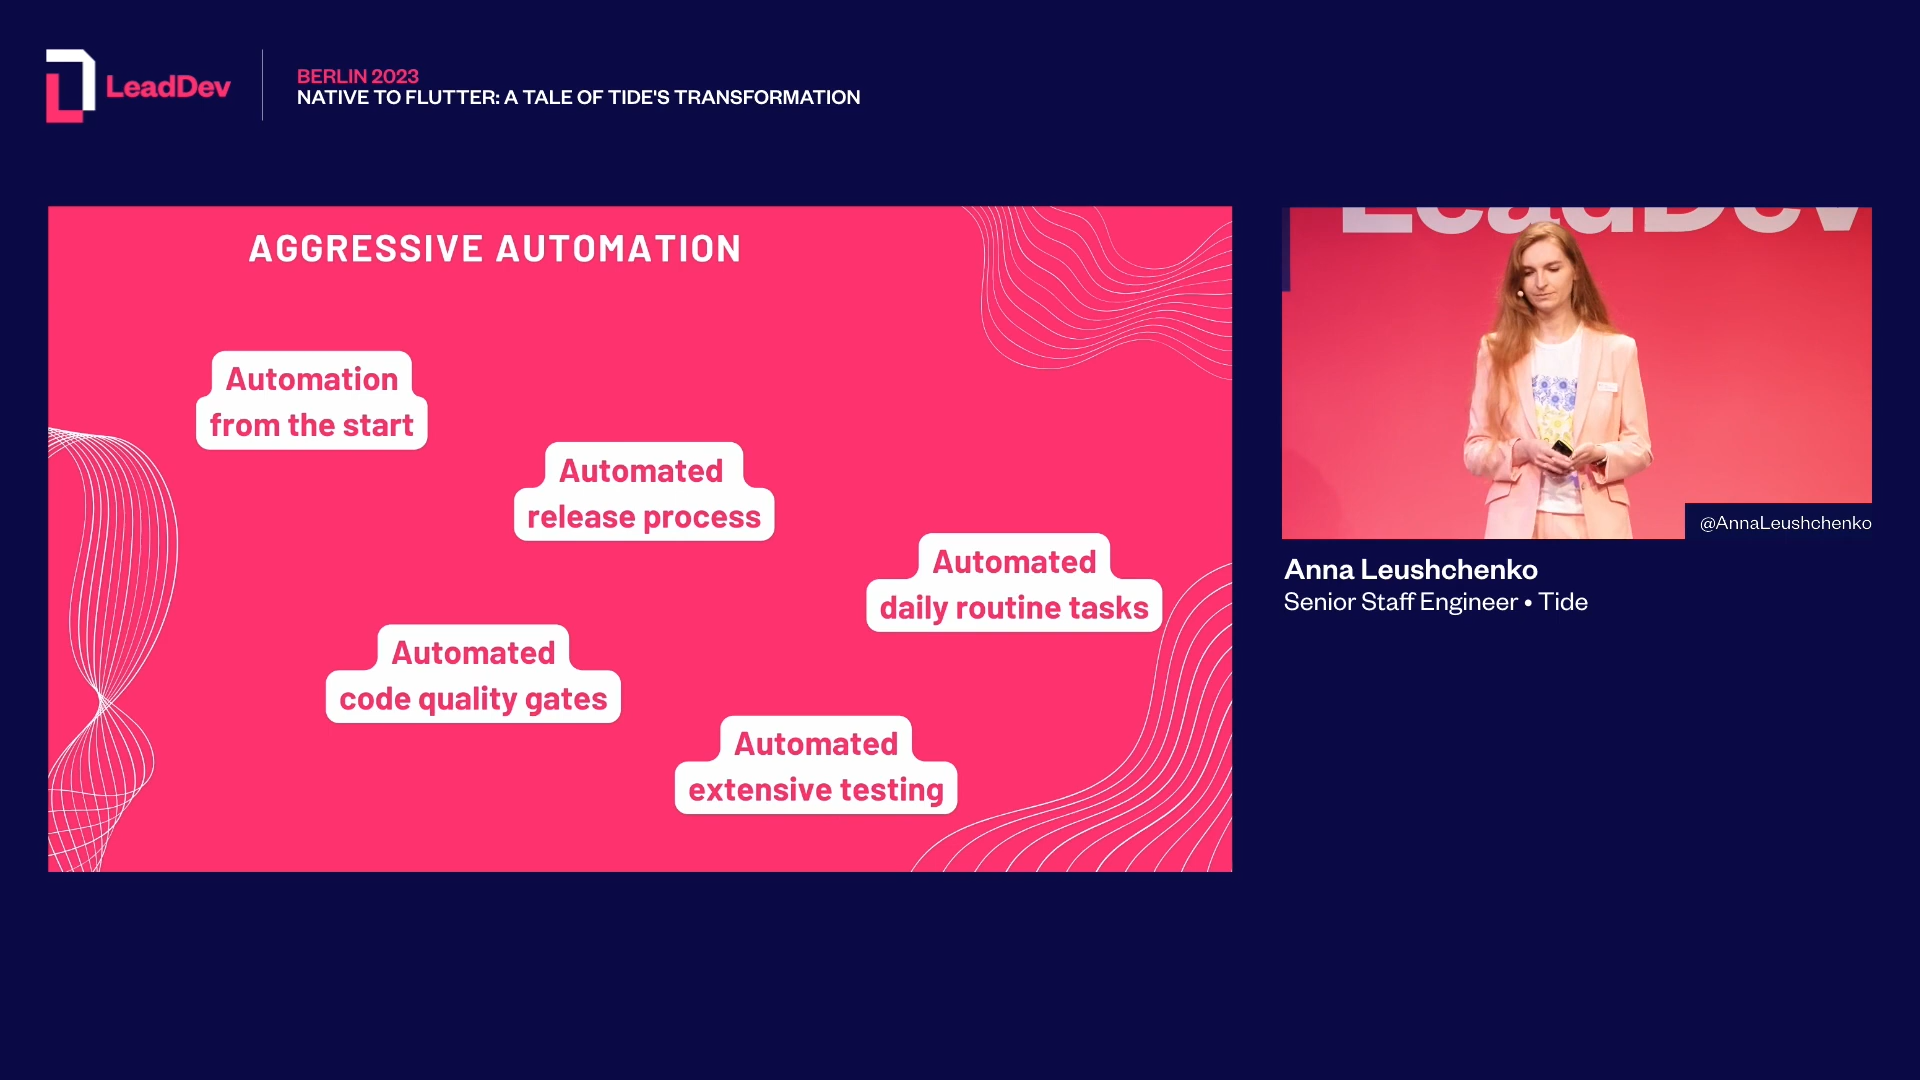 LeadDev
BERLIN 2023
NATIVE TO FLUTTER: A TALE OF TIDE'S TRANSFORMATION
AGGRESSIVE AUTOMATION
Automation
from the start
Automated
release process
Automated
daily routine tasks
Automated
code quality gates
Automated
extensive testing
LeadDev
@AnnaLeushchenko
Anna Leushchenko
Senior Staff Engineer • Tide